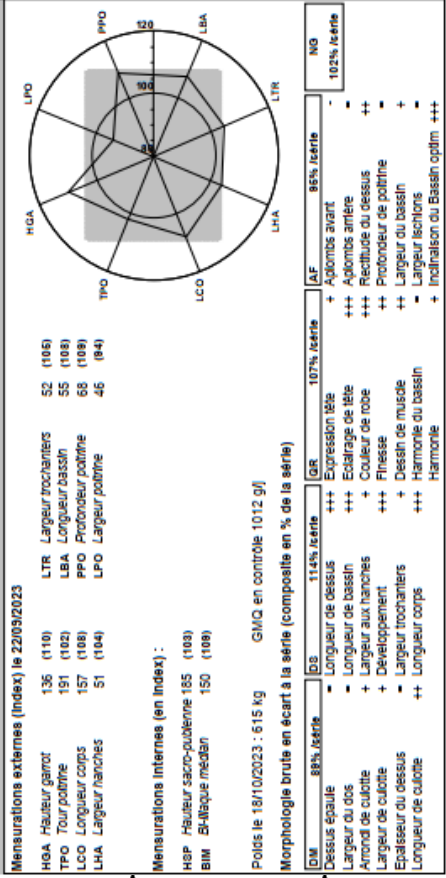 Mensurations externes (Index) le 22/09/2023
HGA Hauteur garrot 136 (110) LTR Largeur trochanters 52 (105)
TPO Tour poitrine 191 (102) LBA Longueur bassin 55 (108)
LCO Longueur corps 157 (108) PPO Profondeur poitrine 68 (109)
LHA Largeur hanches 51 (104) LPO Largeur poitrine 46 (94)
Mensurations internes (en index) :
HSP Hauteur sacro-pubienne 185 (103)
BIM Bi-iliaque médian 150 (109)
Poids le 18/10/2023 : 615 kg GMQ en contrôle 1012 g/j
HGA
LPO
PPO
LBA
LTR
LHA
LCO
TPO
120
100
80
Morphologie brute en écart à la série (composite en % de la série)
DM 89% /série DS 114% /série QR 107% /série AF /série NG
102% /série
Dessus épaule = Longueur de dessus +++ Expression tête + Aplombs avant -
Largeur du dos = Longueur de bassin +++ Eclairage de tête +++ Aplombs arrière =
Arrondi de culotte + Largeur aux hanches + Couleur de robe +++ Rectitude du dessus ++
Largeur de culotte + Développement +++ Finesse ++ Profondeur de poitrine =
Epaisseur du dessus = Largeur trochanters + Dessin de muscle ++ Largeur du bassin +
Longueur de culotte ++ Longueur corps +++ Harmonie du bassin = Largeur Ischions =
Harmonie + Inclinaison du Bassin optim +++